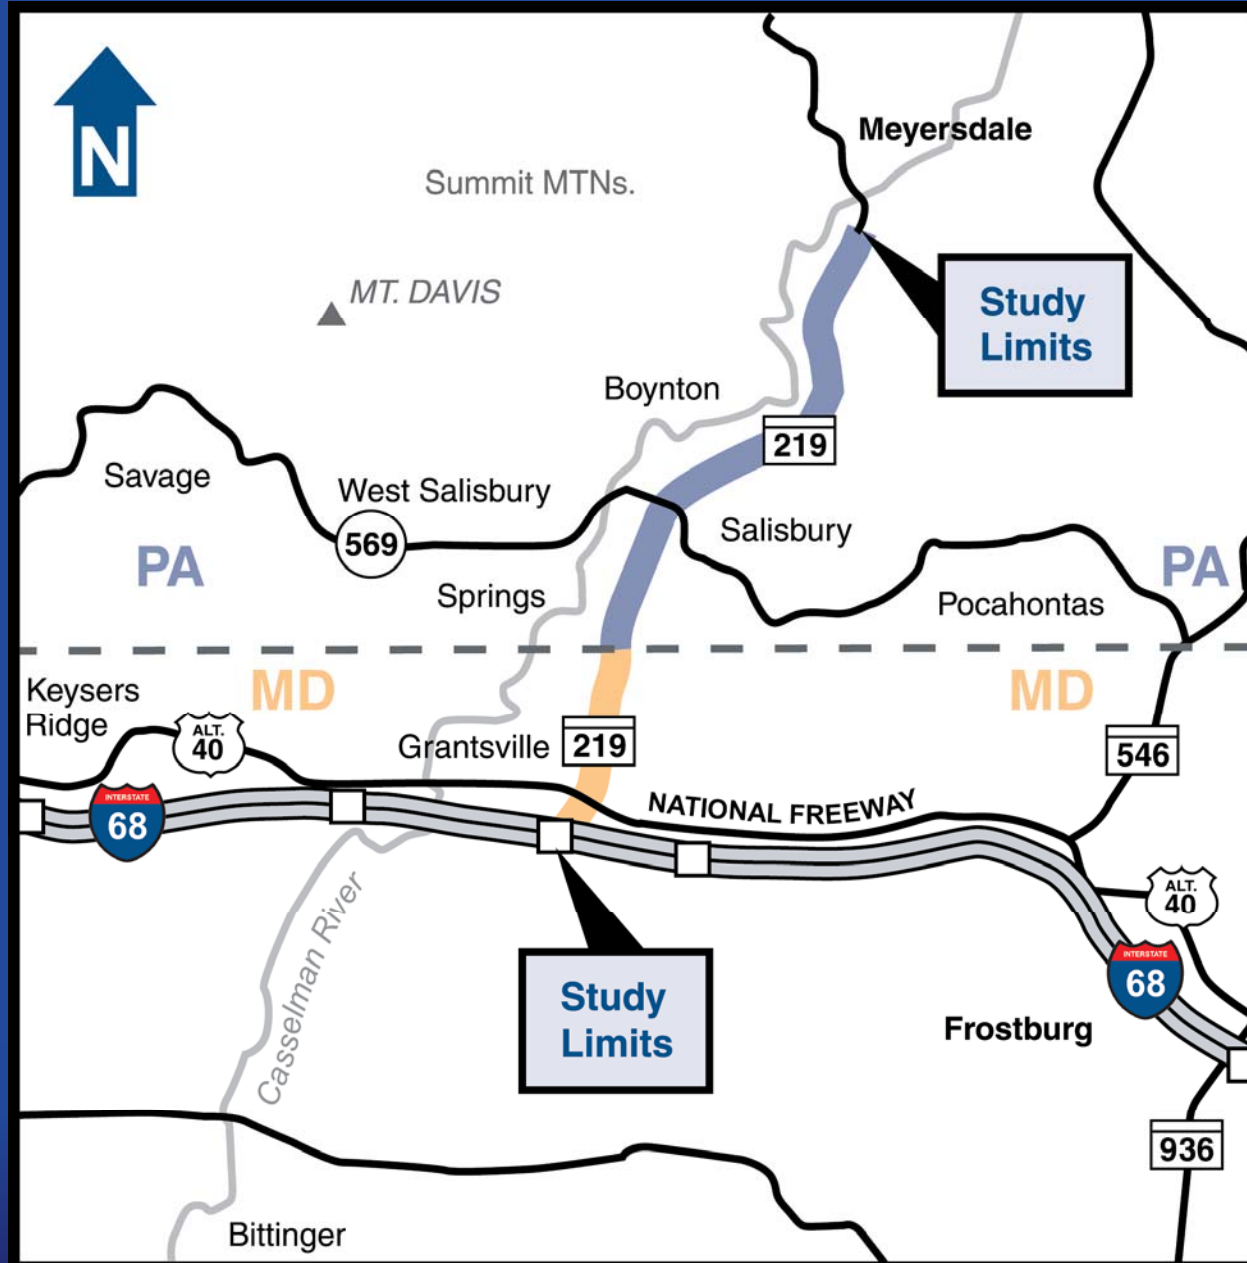 N
Meyersdale
Summit MTNs.
MT. DAVIS
Study
Limits
Boynton
219
Savage
West Salisbury
569
Salisbury
PA
PA
Springs
Pocahontas
MD
MD
Keysers
Ridge
ALT.
40
Grantsville
219
546
INTERSTATE
68
NATIONAL FREEWAY
ALT.
40
Casselman River
INTERSTATE
68
Study
Limits
Frostburg
936
Bittinger